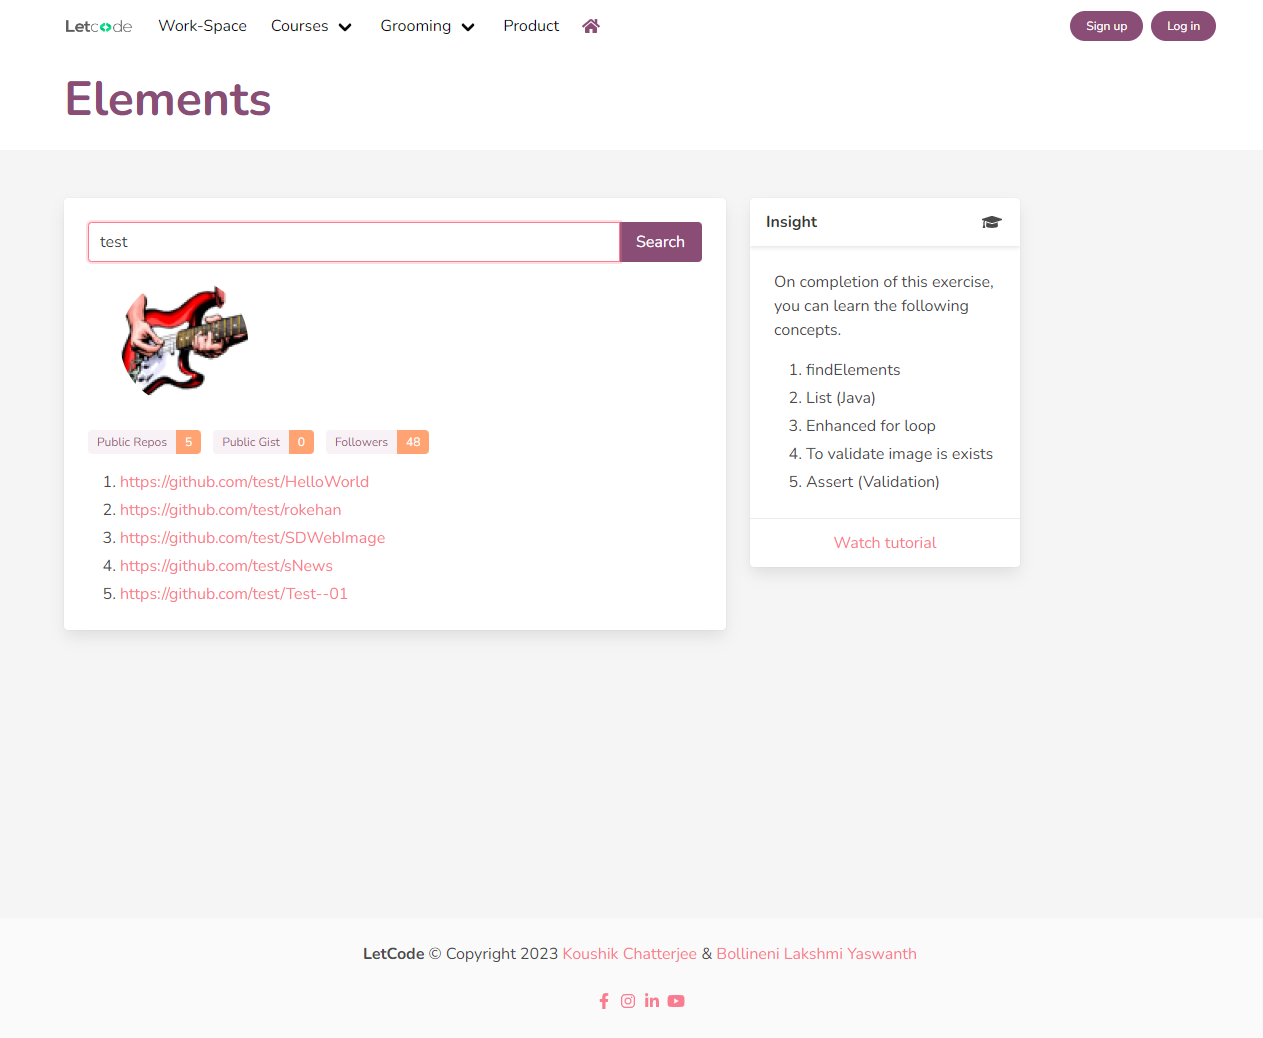 Letcode Work-Space Courses Grooming Product Sign up Log in
Elements
test Search
Public Repos 5 Public Gist 0 Followers 48
1. https://github.com/test/HelloWorld
2. https://github.com/test/rokehan
3. https://github.com/test/SDWebImage
4. https://github.com/test/sNews
5. https://github.com/test/Test--01
Insight
On completion of this exercise,
you can learn the following
concepts.
1. findElements
2. List (Java)
3. Enhanced for loop
4. To validate image is exists
5. Assert (Validation)
Watch tutorial
LetCode © Copyright 2023 Koushik Chatterjee & Bollineni Lakshmi Yaswanth